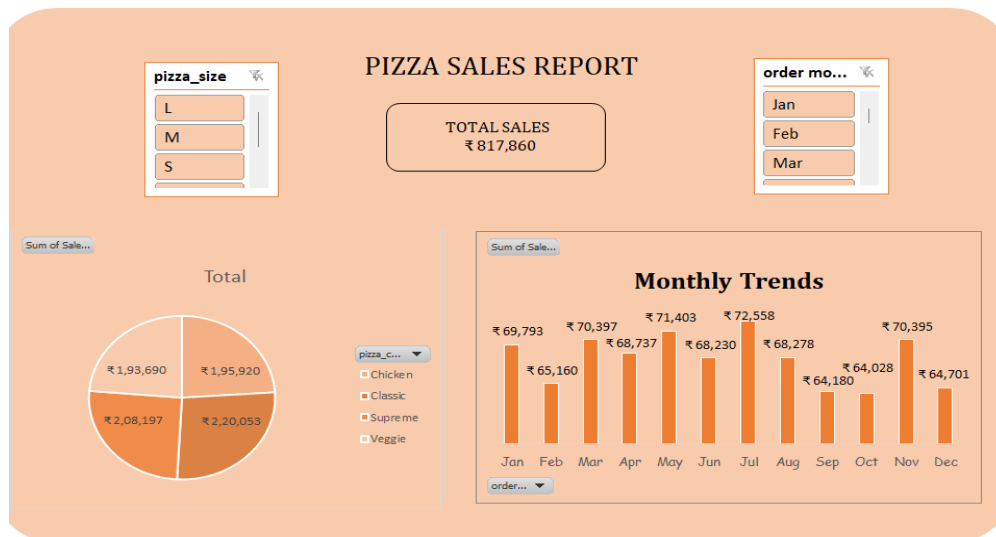 PIZZA SALES REPORT
pizza_size
L
M
S
TOTAL SALES
₹ 817,860
order mo...
Jan
Feb
Mar
Sum of Sale...
Total
₹ 1,93,690
₹ 1,95,920
₹ 2,08,197
₹ 2,20,053
pizza_c...
Chicken
Classic
Supreme
Veggie
Sum of Sale...
Monthly Trends
₹ 69,793
₹ 65,160
₹ 70,397
₹ 68,737
₹ 71,403
₹ 68,230
₹ 72,558
₹ 68,278
₹ 64,180
₹ 64,028
₹ 70,395
₹ 64,701
Jan Feb Mar Apr May Jun Jul Aug Sep Oct Nov Dec
order...